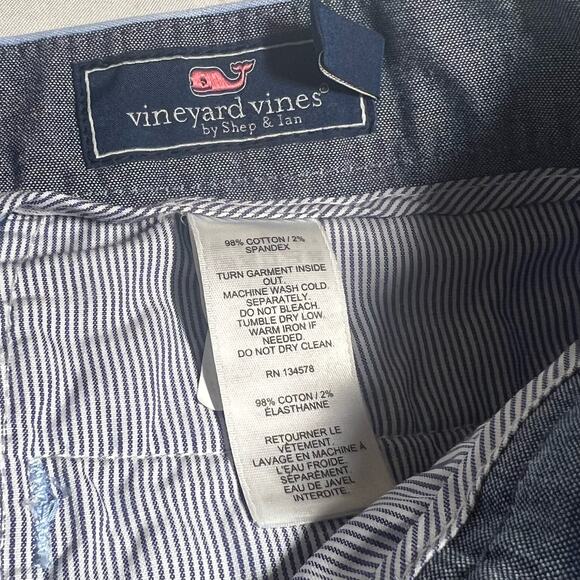 vineyard vines®
by Shep & Ian
98% COTTON / 2%
SPANDEX
TURN GARMENT INSIDE
OUT.
MACHINE WASH COLD.
SEPARATELY.
DO NOT BLEACH.
TUMBLE DRY LOW.
WARM IRON IF
NEEDED.
DO NOT DRY CLEAN.
RN 134578
98% COTON / 2%
ÉLASTHANNE
RETOURNER LE
VÊTEMENT.
LAVAGE EN MACHINE À
L'EAU FROIDE
SÉPARÉMENT.
EAU DE JAVEL
INTERDITE.